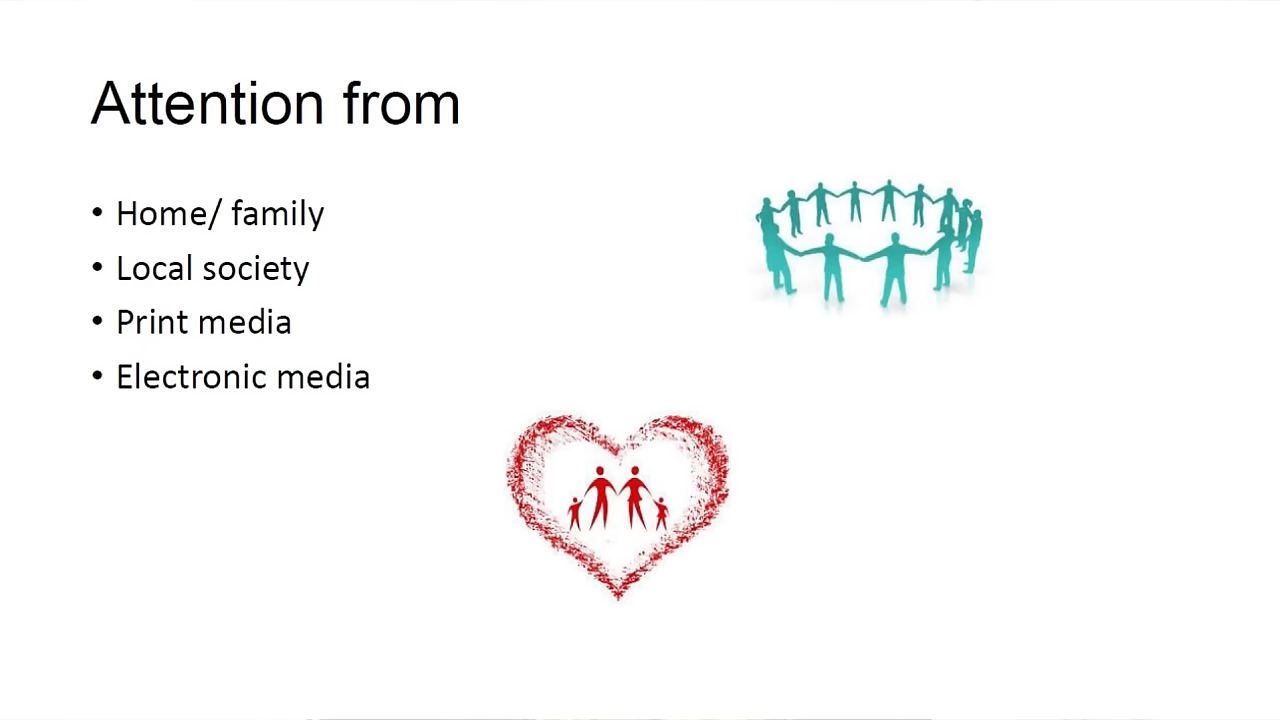 Attention from
• Home/ family
• Local society
• Print media
• Electronic media